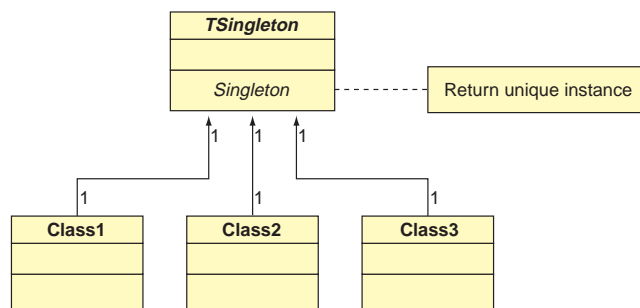 TSingleton
Singleton
Return unique instance
1 1 1
1 1 1
Class1 Class2 Class3